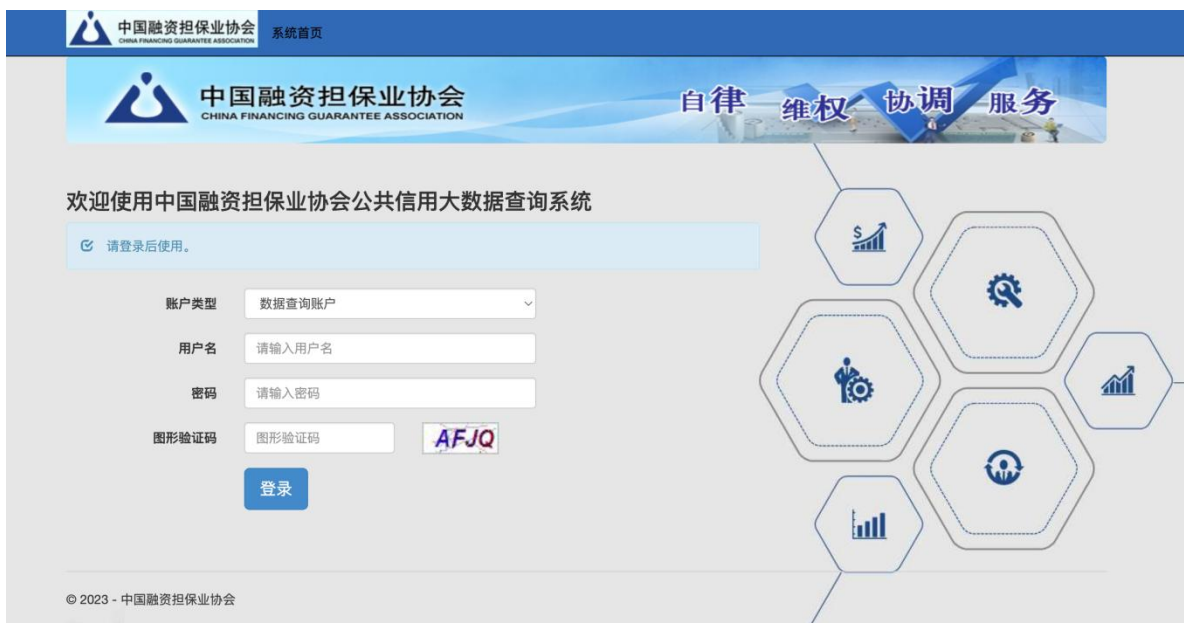 中国融资担保业协会
CHINA FINANCING GUARANTEE ASSOCIATION
系统首页
中国融资担保业协会
CHINA FINANCING GUARANTEE ASSOCIATION
自律 维权 协调 服务
欢迎使用中国融资担保业协会公共信用大数据查询系统
请登录后使用。
账户类型 数据查询账户
用户名 请输入用户名
密码 请输入密码
图形验证码 图形验证码 AFJQ
登录
© 2023 - 中国融资担保业协会